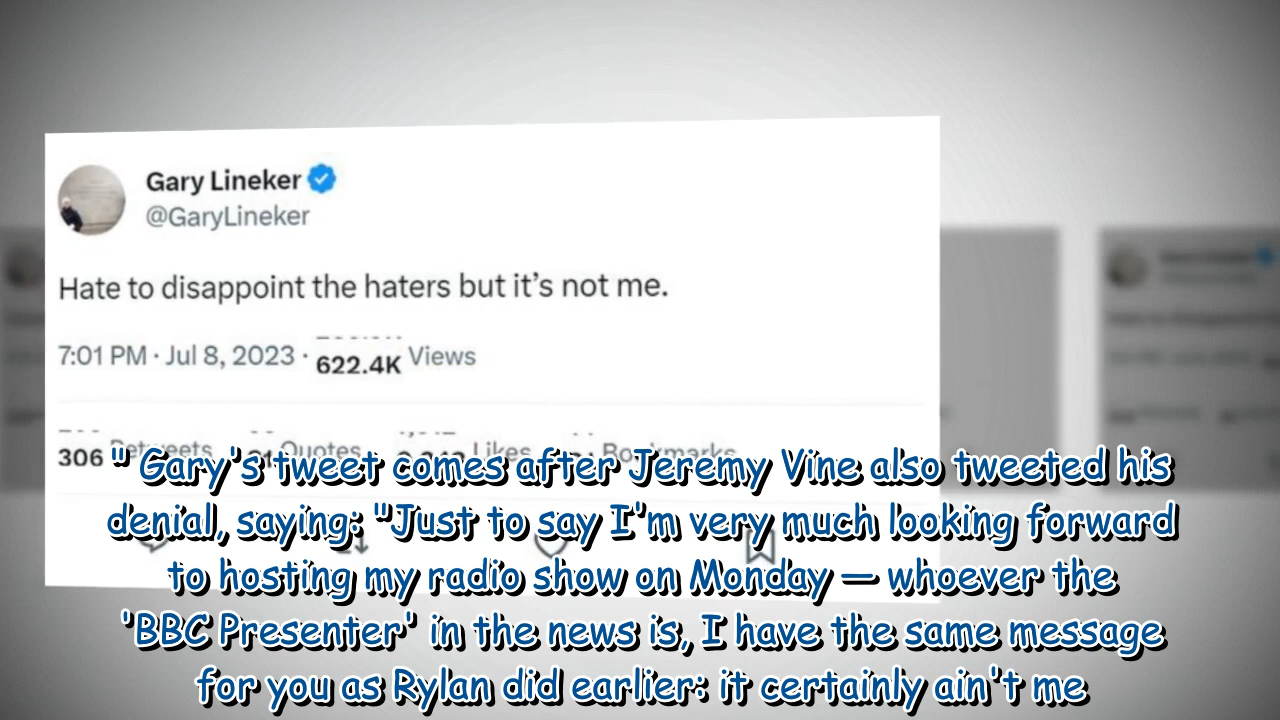 Gary Lineker
@GaryLineker
Hate to disappoint the haters but it’s not me.
7:01 PM · Jul 8, 2023 · 622.4K Views
306 Retweets Quotes Likes Bookmarks
" Gary's tweet comes after Jeremy Vine also tweeted his
denial, saying: "Just to say I'm very much looking forward
to hosting my radio show on Monday — whoever the
'BBC Presenter' in the news is, I have the same message
for you as Rylan did earlier: it certainly ain't me